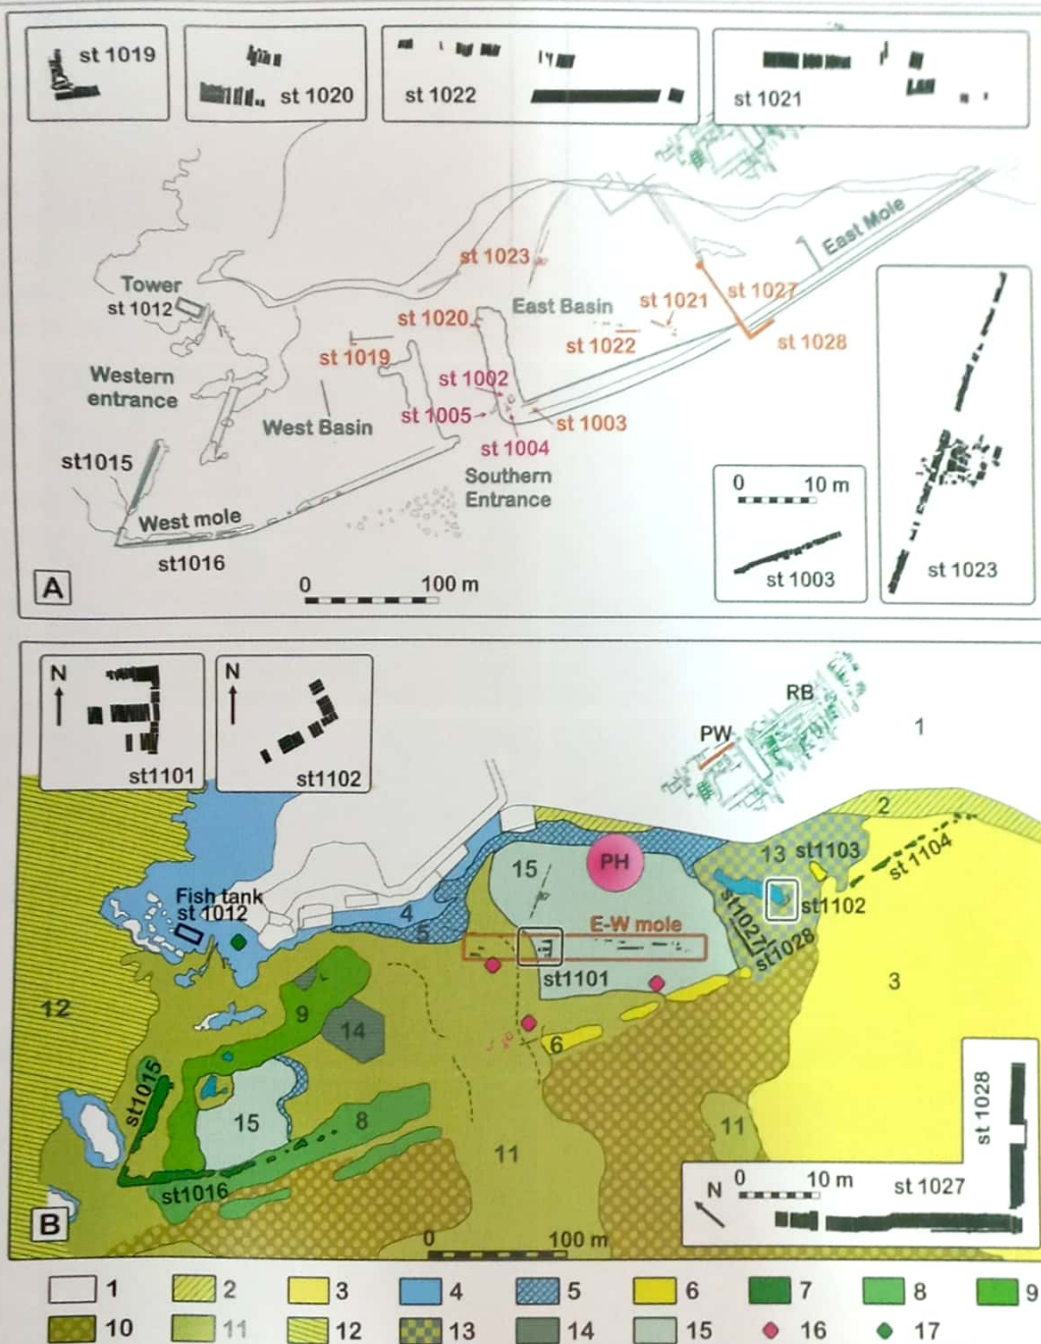 st 1019
st 1020
st 1022
st 1021
East Mole
st 1023
Tower
st 1012
East Basin
st 1021
st 1027
st 1020
st 1022
st 1028
st 1019
Western
entrance
st 1002
st 1005
West Basin
st 1003
st 1004
st1015
Southern
Entrance
West mole
st1016
0 10 m
st 1003
st 1023
A
0 100 m
N
st1101
N
st1102
RB
PW
1
2
15
PH
13
st1103
st 1104
Fish tank
st 1012
4
5
E-W mole
st1102
st1027
st1028
st1101
12
9
14
6
3
st1015
15
8
11
11
st1016
B
0 100 m
st 1028
N
0 10 m
st 1027
1 2 3 4 5 6 7 8 9
10 11 12 13 14 15 16 17